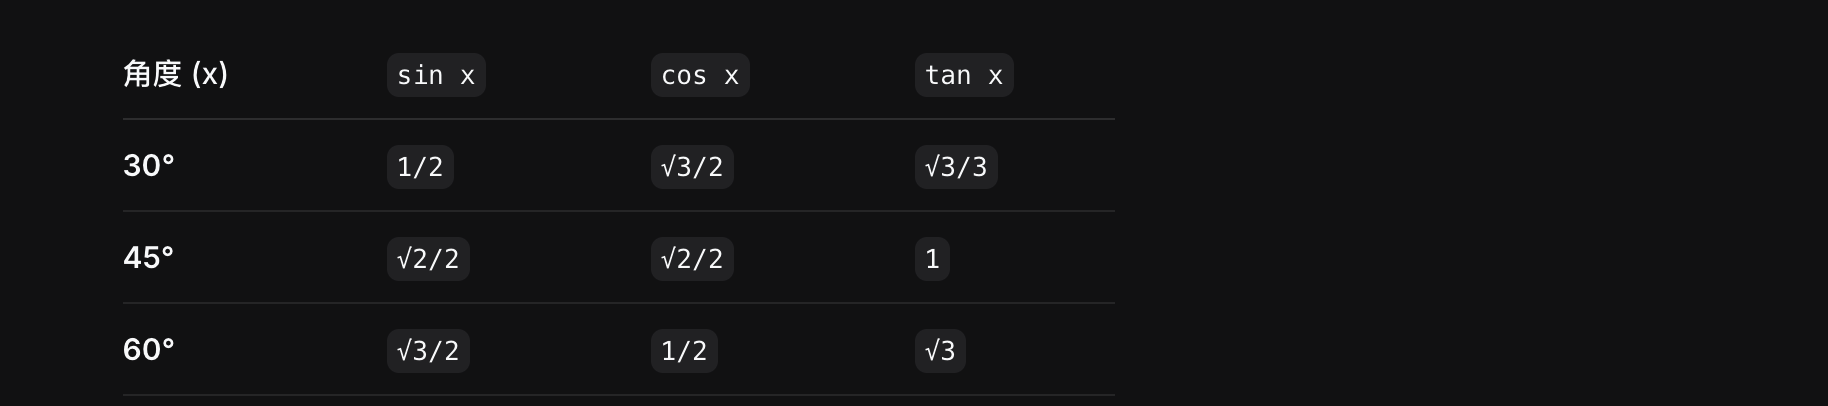 角度 (x) sin x cos x tan x
30° 1/2 √3/2 √3/3
45° √2/2 √2/2 1
60° √3/2 1/2 √3